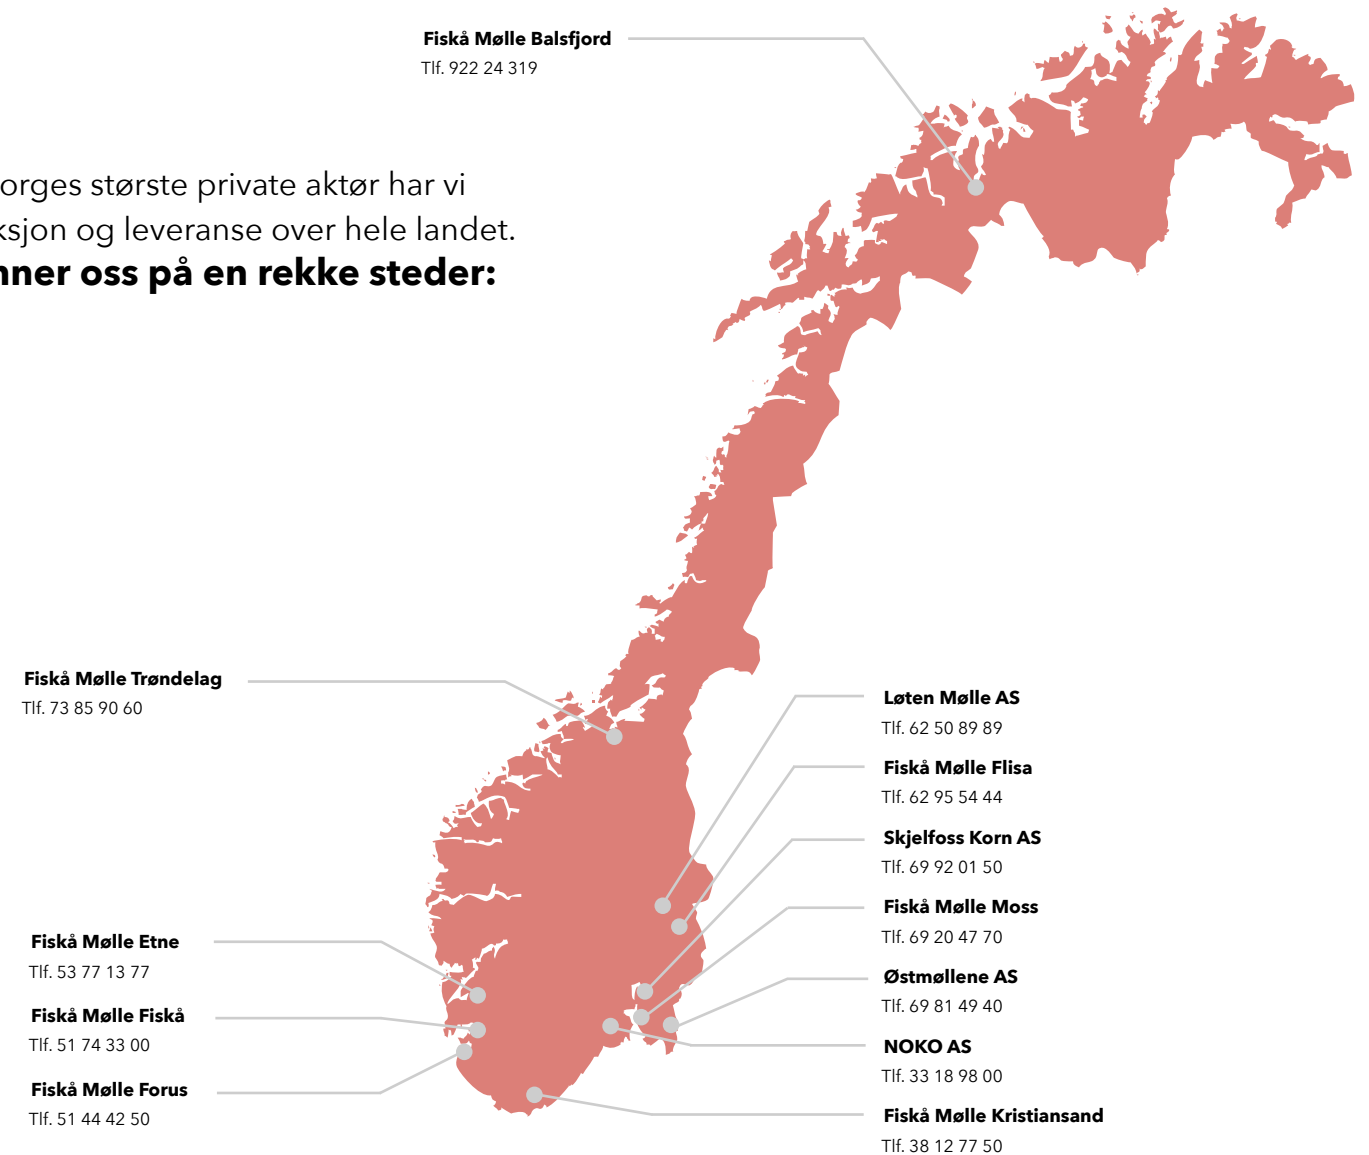 Fiskå Mølle Balsfjord
Tlf. 922 24 319
orges største private aktør har vi
ksjon og leveranse over hele landet.
nner oss på en rekke steder:
Fiskå Mølle Trøndelag
Tlf. 73 85 90 60
Fiskå Mølle Etne
Tlf. 53 77 13 77
Fiskå Mølle Fiskå
Tlf. 51 74 33 00
Fiskå Mølle Forus
Tlf. 51 44 42 50
Løten Mølle AS
Tlf. 62 50 89 89
Fiskå Mølle Flisa
Tlf. 62 95 54 44
Skjelfoss Korn AS
Tlf. 69 92 01 50
Fiskå Mølle Moss
Tlf. 69 20 47 70
Østmøllene AS
Tlf. 69 81 49 40
NOKO AS
Tlf. 33 18 98 00
Fiskå Mølle Kristiansand
Tlf. 38 12 77 50